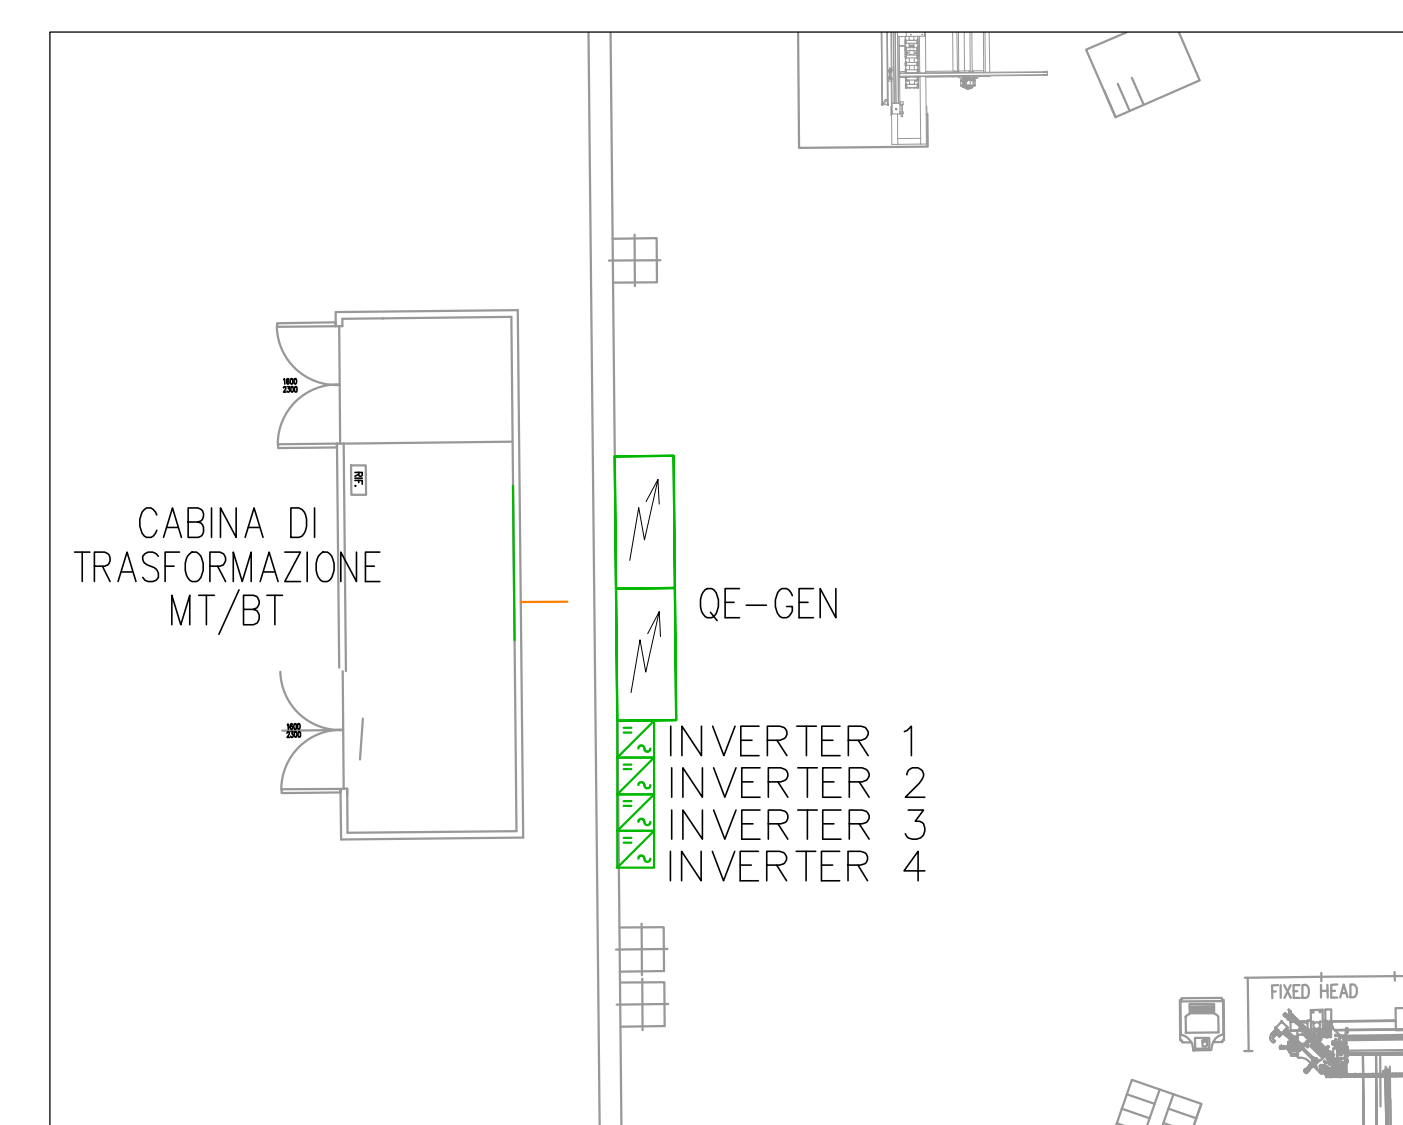 1600
2300
RIF.
CABINA DI
TRASFORMAZIONE
MT/BT
QE-GEN
1600
2300
INVERTER 1
INVERTER 2
INVERTER 3
INVERTER 4
FIXED HEAD